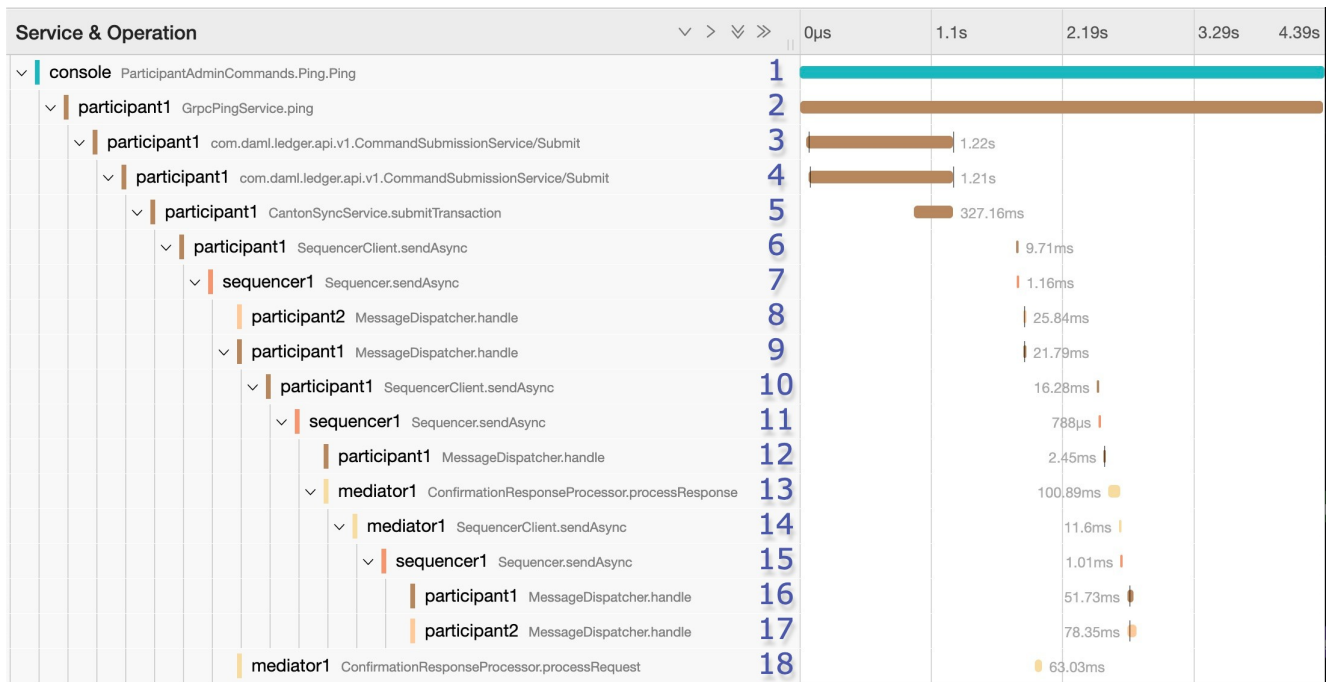 Service & Operation 0μs 1.1s 2.19s 3.29s 4.39s
console ParticipantAdminCommands.Ping.Ping 1
participant1 GrpcPingService.ping 2
participant1 com.daml.ledger.api.v1.CommandSubmissionService/Submit 3 1.22s
participant1 com.daml.ledger.api.v1.CommandSubmissionService/Submit 4 1.21s
participant1 CantonSyncService.submitTransaction 5 327.16ms
participant1 SequencerClient.sendAsync 6 9.71ms
sequencer1 Sequencer.sendAsync 7 1.16ms
participant2 MessageDispatcher.handle 8 25.84ms
participant1 MessageDispatcher.handle 9 21.79ms
participant1 SequencerClient.sendAsync 10 16.28ms
sequencer1 Sequencer.sendAsync 11 788μs
participant1 MessageDispatcher.handle 12 2.45ms
mediator1 ConfirmationResponseProcessor.processResponse 13 100.89ms
mediator1 SequencerClient.sendAsync 14 11.6ms
sequencer1 Sequencer.sendAsync 15 1.01ms
participant1 MessageDispatcher.handle 16 51.73ms
participant2 MessageDispatcher.handle 17 78.35ms
mediator1 ConfirmationResponseProcessor.processRequest 18 63.03ms